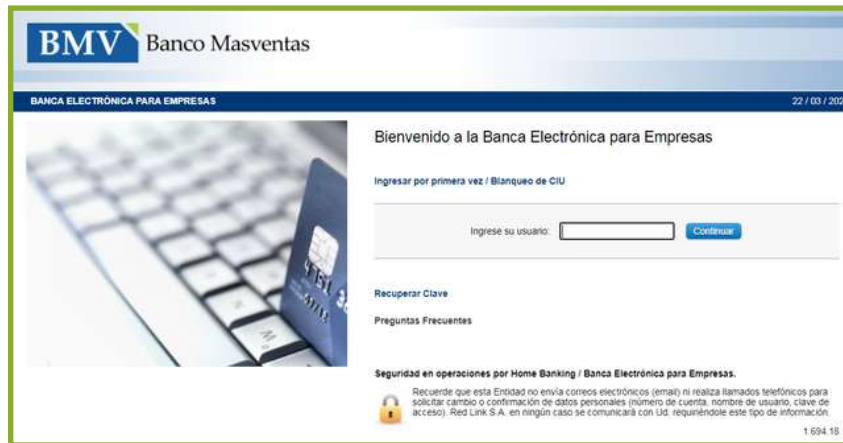 BMV Banco Masventas
BANCA ELECTRÓNICA PARA EMPRESAS
22 / 03 / 202
Bienvenido a la Banca Electrónica para Empresas
Ingresar por primera vez / Blanqueo de CIU
Ingrese su usuario:
Continuar
Recuperar Clave
Preguntas Frecuentes
Seguridad en operaciones por Home Banking / Banca Electrónica para Empresas.
Recuerde que esta Entidad no envía correos electrónicos (email) ni realiza llamados telefónicos para
solicitar cambio o confirmación de datos personales (número de cuenta, nombre de usuario, clave de
acceso). Red Link S.A. en ningún caso se comunicará con Ud. requiriéndole este tipo de información.
1.694.18